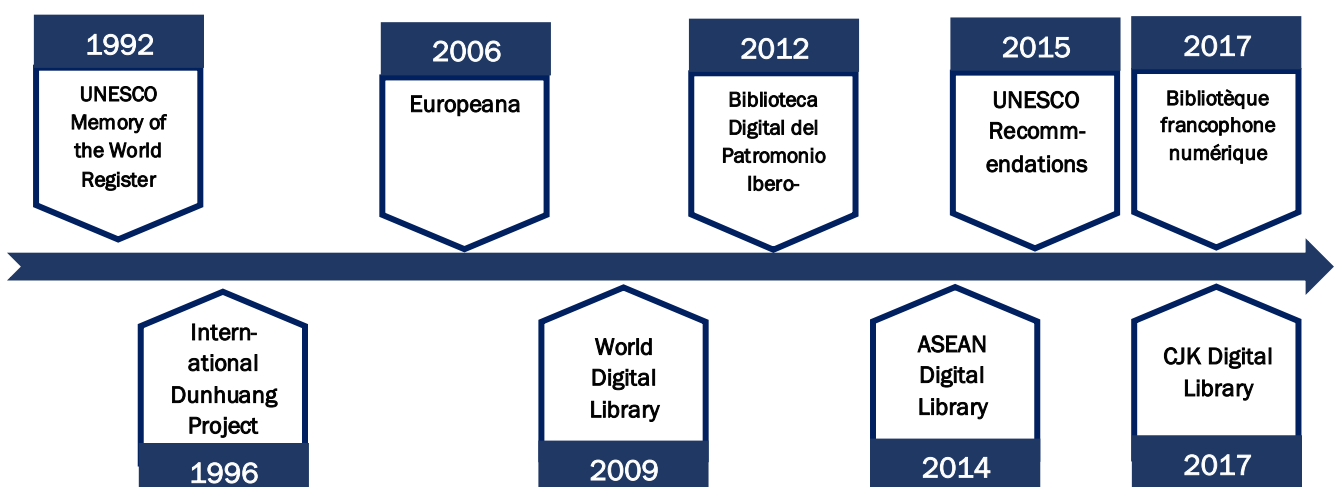 1992
UNESCO
Memory of
the World
Register
2006
Europeana
2012
Biblioteca
Digital del
Patromonio
Ibero-
2015
UNESCO
Recomm-
endations
2017
Bibliotèque
francophone
numérique
Intern-
ational
Dunhuang
Project
1996
World
Digital
Library
2009
ASEAN
Digital
Library
2014
CJK Digital
Library
2017